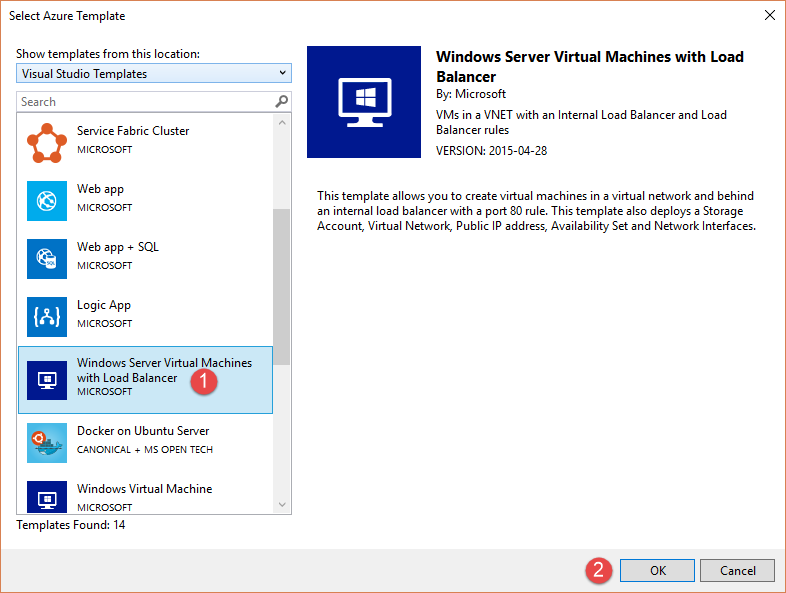 Select Azure Template
Show templates from this location:
Visual Studio Templates
Search
Service Fabric Cluster
MICROSOFT
Web app
MICROSOFT
Web app + SQL
MICROSOFT
Logic App
MICROSOFT
Windows Server Virtual Machines
with Load Balancer
MICROSOFT
1
Docker on Ubuntu Server
CANONICAL + MS OPEN TECH
Windows Virtual Machine
MICROSOFT
Templates Found: 14
Windows Server Virtual Machines with Load
Balancer
By: Microsoft
VMs in a VNET with an Internal Load Balancer and Load
Balancer rules
VERSION: 2015-04-28
This template allows you to create virtual machines in a virtual network and behind
an internal load balancer with a port 80 rule. This template also deploys a Storage
Account, Virtual Network, Public IP address, Availability Set and Network Interfaces.
2
OK
Cancel